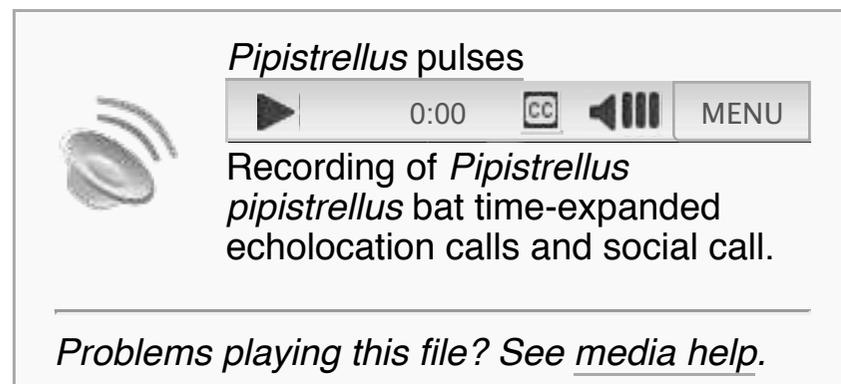 Pipistrellus pulses
0:00 CC MENU
Recording of Pipistrellus
pipistrellus bat time-expanded
echolocation calls and social call.
Problems playing this file? See media help.